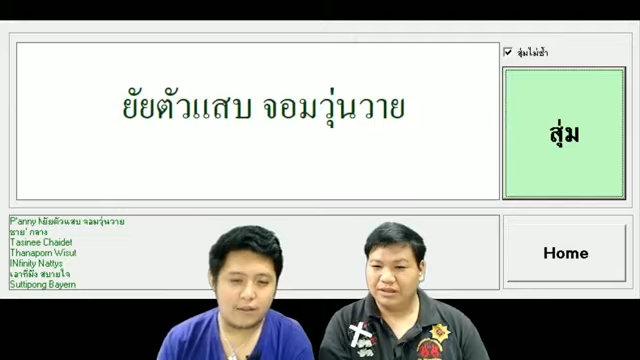 ยัยตัวแสบ จอมวุ่นวาย
สุ่มไม่ซ้ำ
สุ่ม
P'anny Nยัยตัวแสบ จอมวุ่นวาย
ชาย' กลาง
Tasinee Chaidet
Thanaporn Wisut
INfinity Nattys
เอาที่มึง สบายใจ
Suttipong Bayern
Home